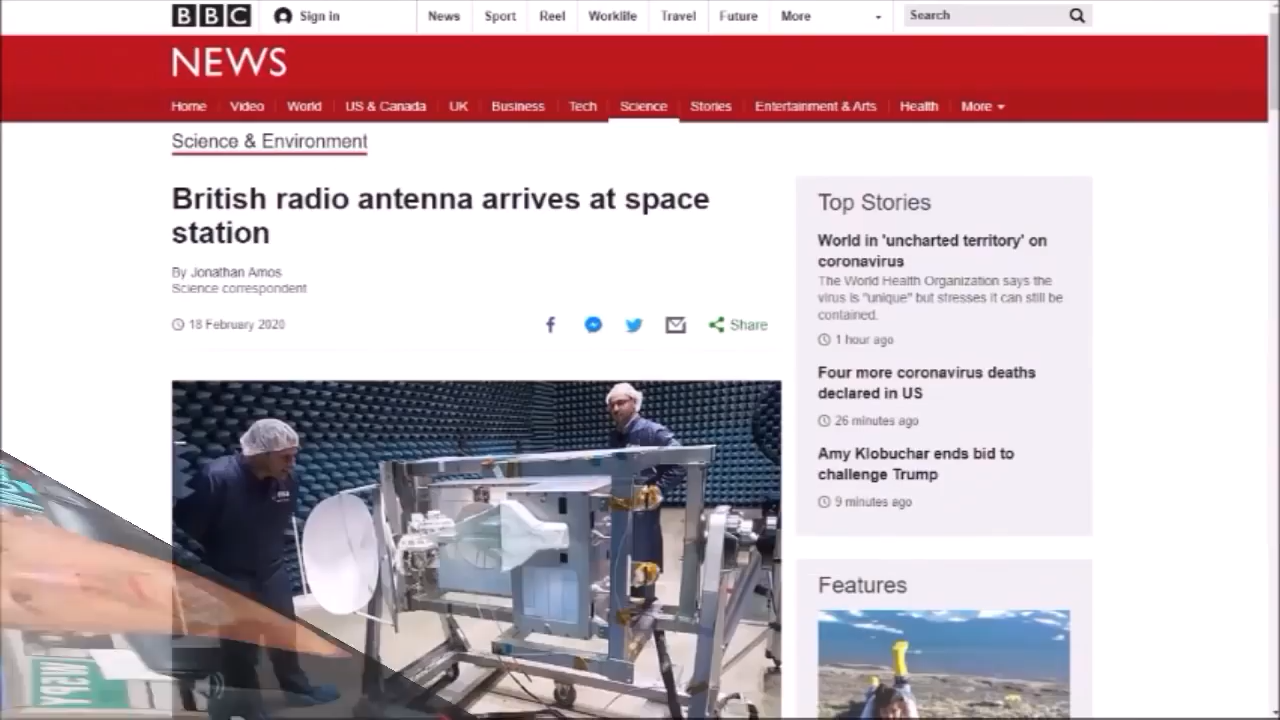 BBC
Sign in
News
Sport
Reel
Worklife
Travel
Future
More
Search
NEWS
Home
Video
World
US & Canada
UK
Business
Tech
Science
Stories
Entertainment & Arts
Health
More
Science & Environment
British radio antenna arrives at space
station
By Jonathan Amos
Science correspondent
18 February 2020
Share
Top Stories
World in 'uncharted territory' on
coronavirus
The World Health Organization says the
virus is "unique" but stresses it can still be
contained.
1 hour ago
Four more coronavirus deaths
declared in US
26 minutes ago
Amy Klobuchar ends bid to
challenge Trump
9 minutes ago
Features